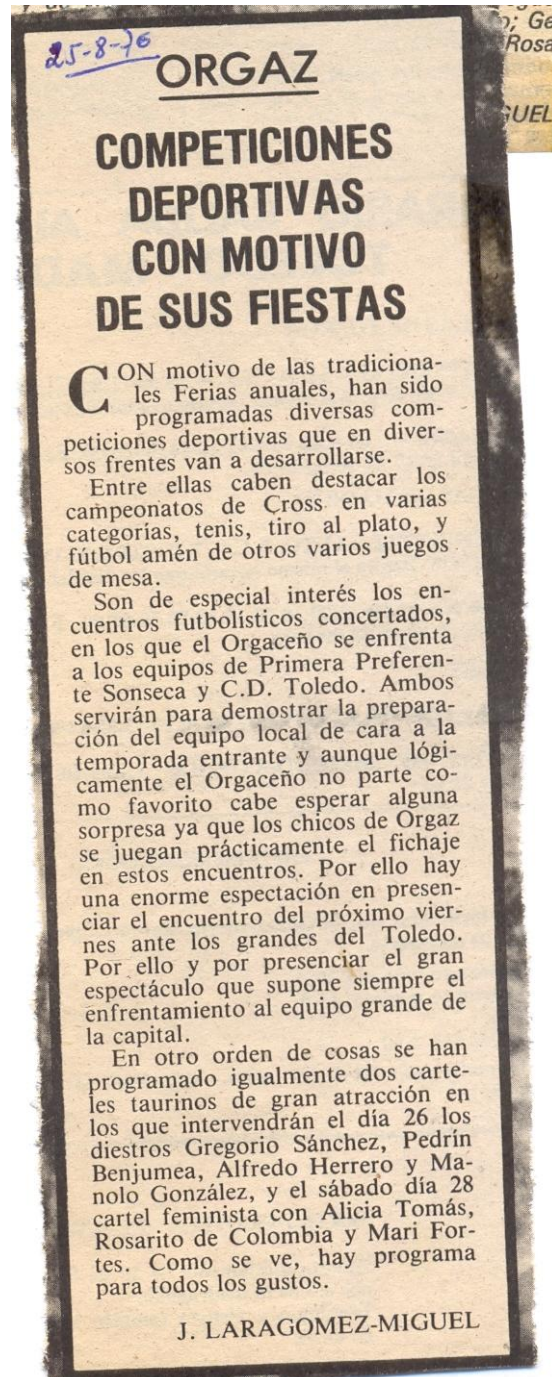 25-8-76
ORGAZ
COMPETICIONES
DEPORTIVAS
CON MOTIVO
DE SUS FIESTAS
CON motivo de las tradiciona-
les Ferias anuales, han sido
programadas diversas com-
peticiones deportivas que en diver-
sos frentes van a desarrollarse.
Entre ellas caben destacar los
campeonatos de Cross en varias
categorías, tenis, tiro al plato, y
fútbol amén de otros varios juegos
de mesa.
Son de especial interés los en-
cuentros futbolísticos concertados,
en los que el Orgaceño se enfrenta
a los equipos de Primera Preferen-
te Sonseca y C.D. Toledo. Ambos
servirán para demostrar la prepara-
ción del equipo local de cara a la
temporada entrante y aunque lógi-
camente el Orgaceño no parte co-
mo favorito cabe esperar alguna
sorpresa ya que los chicos de Orgaz
se juegan prácticamente el fichaje
en estos encuentros. Por ello hay
una enorme espectación en presen-
ciar el encuentro del próximo vier-
nes ante los grandes del Toledo.
Por ello y por presenciar el gran
espectáculo que supone siempre el
enfrentamiento al equipo grande de
la capital.
En otro orden de cosas se han
programado igualmente dos carte-
les taurinos de gran atracción en
los que intervendrán el día 26 los
diestros Gregorio Sánchez, Pedrín
Benjumea, Alfredo Herrero y Ma-
nolo González, y el sábado día 28
cartel feminista con Alicia Tomás,
Rosarito de Colombia y Mari For-
tes. Como se ve, hay programa
para todos los gustos.
J. LARAGOMEZ-MIGUEL